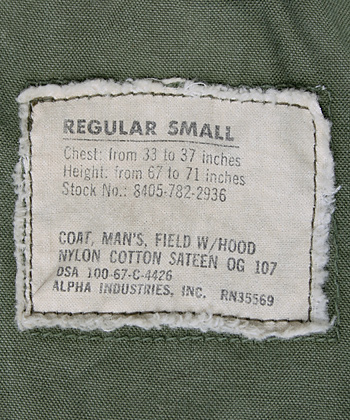 REGULAR SMALL
Chest: from 33 to 37 inches
Height: from 67 to 71 inches
Stock No.: 8405-782-2936
COAT, MAN'S, FIELD W/HOOD
NYLON COTTON SATEEN OG 107
DSA 100-67-C-4426
ALPHA INDUSTRIES, INC. RN35569